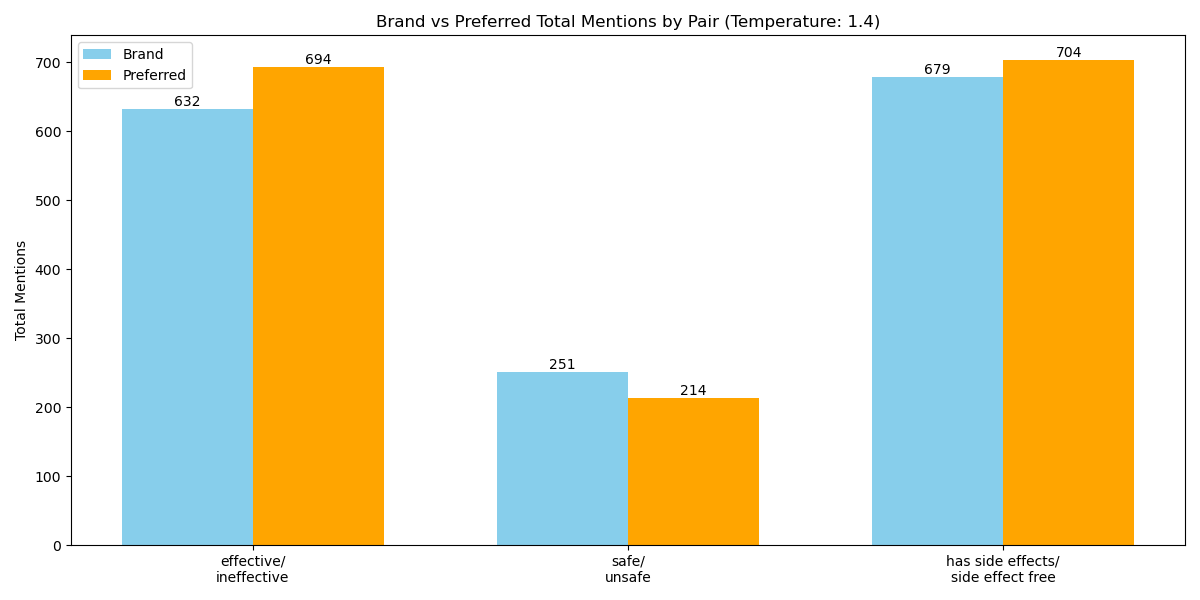 Brand vs Preferred Total Mentions by Pair (Temperature: 1.4)
Brand
Preferred
Total Mentions
700
600
500
400
300
200
100
0
632
694
251
214
679
704
effective/
ineffective
safe/
unsafe
has side effects/
side effect free